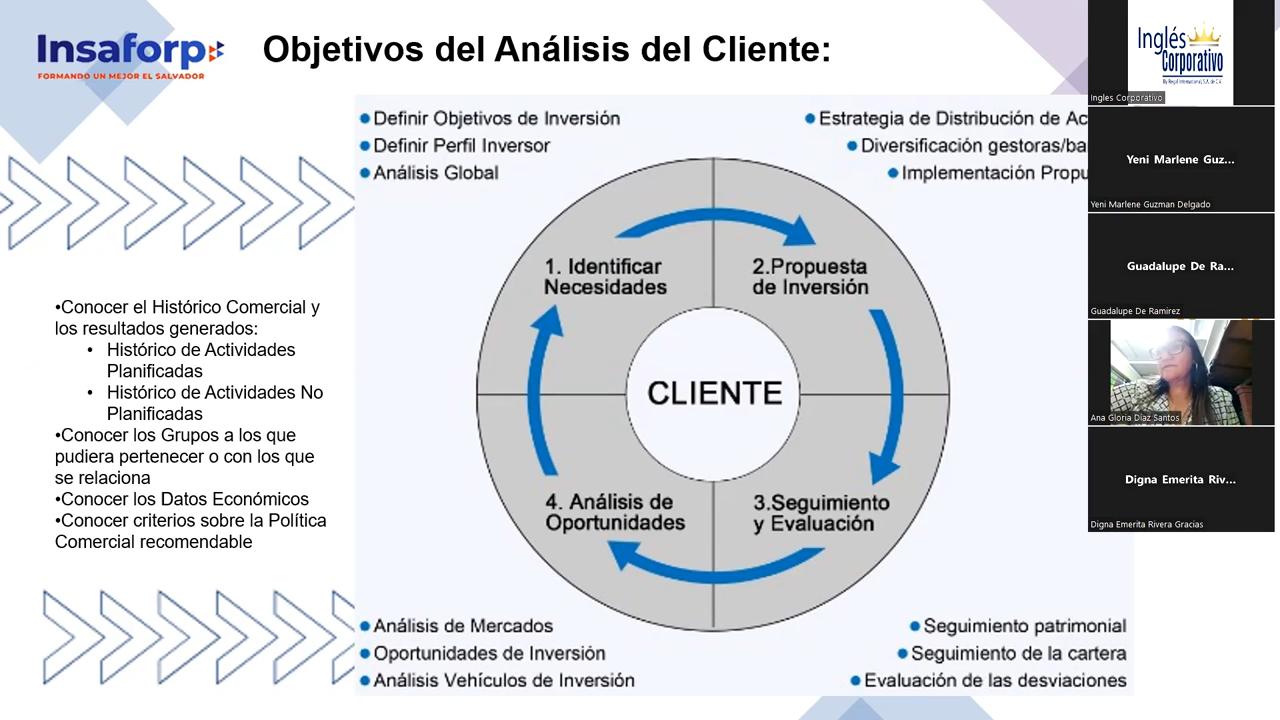 Insaforp
FORMANDO UN MEJOR EL SALVADOR
Objetivos del Análisis del Cliente:
•Conocer el Histórico Comercial y
los resultados generados:
• Histórico de Actividades
Planificadas
• Histórico de Actividades No
Planificadas
•Conocer los Grupos a los que
pudiera pertenecer o con los que
se relaciona
•Conocer los Datos Económicos
•Conocer criterios sobre la Política
Comercial recomendable
● Definir Objetivos de Inversión
● Definir Perfil Inversor
● Análisis Global
● Estrategia de Distribución de Ac
● Diversificación gestoras/ba
● Implementación Propu
1. Identificar
Necesidades
2.Propuesta
de Inversión
CLIENTE
4. Análisis de
Oportunidades
3.Seguimiento
y Evaluación
● Análisis de Mercados
● Oportunidades de Inversión
● Análisis Vehículos de Inversión
● Seguimiento patrimonial
● Seguimiento de la cartera
● Evaluación de las desviaciones
Inglés
Corporativo
By Regal International, S.A. de C.V.
Ingles Corporativo
Yeni Marlene Guz...
Yeni Marlene Guzman Delgado
Guadalupe De Ra...
Guadalupe De Ramirez
Ana Gloria Díaz Santos
Digna Emerita Riv...
Digna Emerita Rivera Gracias